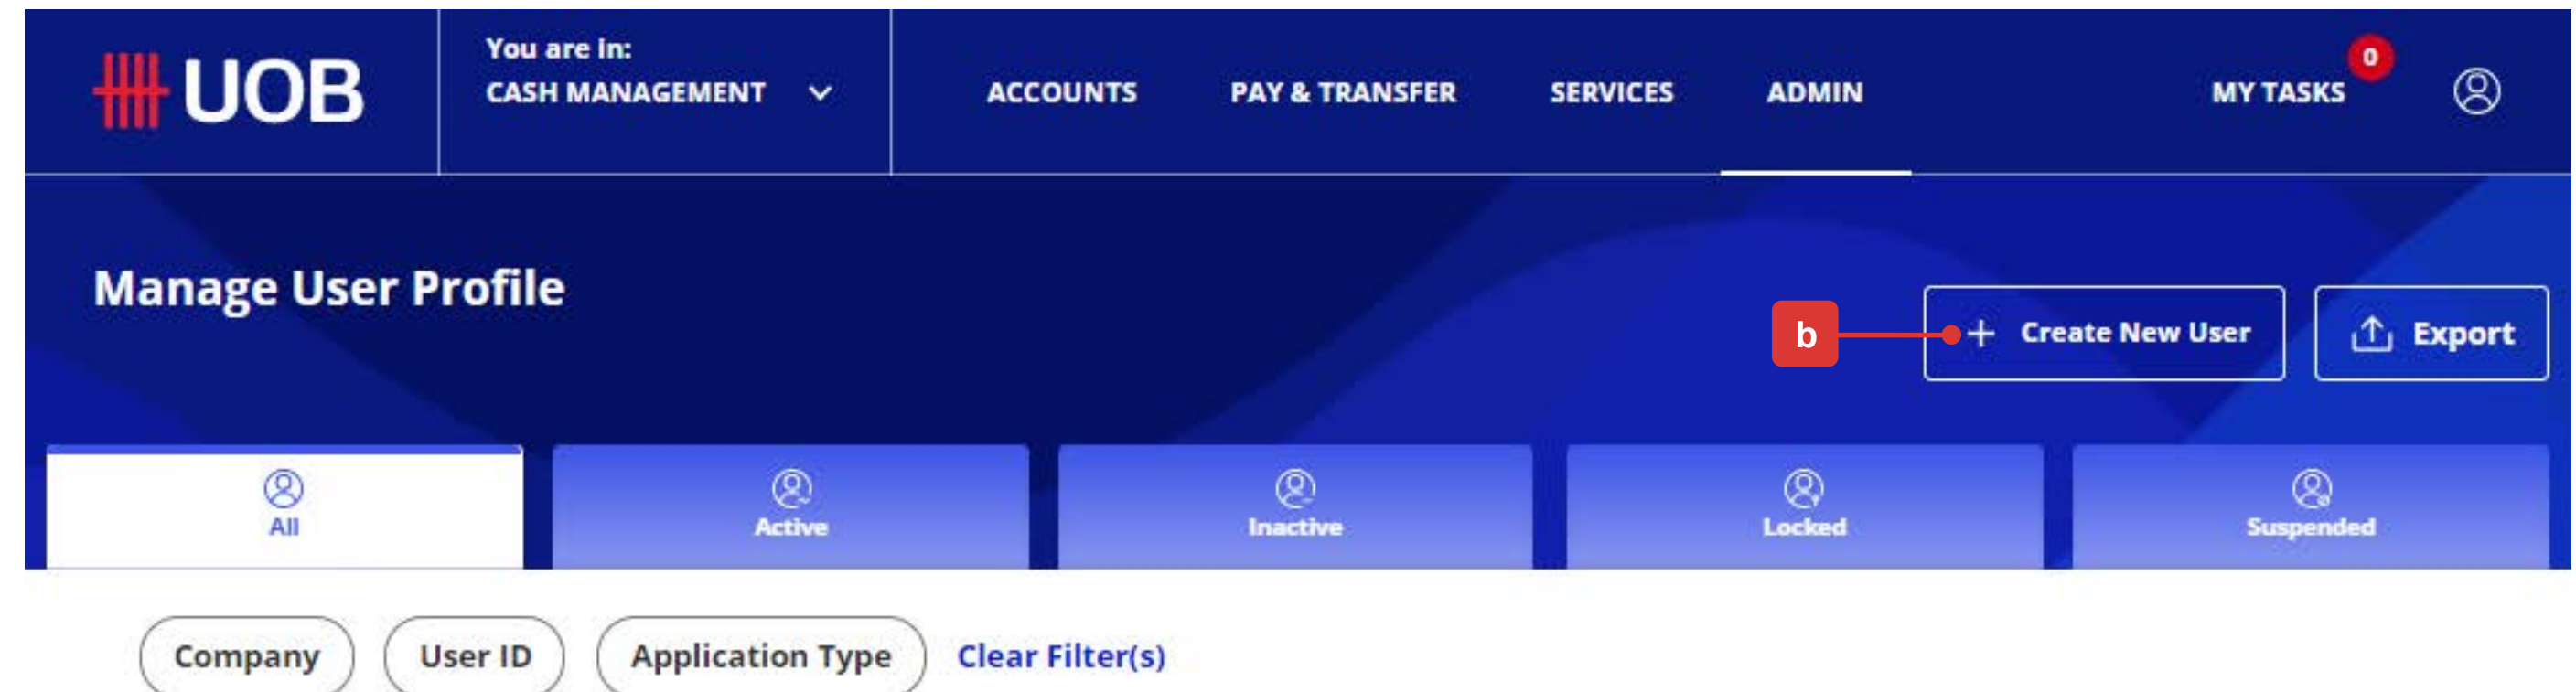 UOB
You are in:
CASH MANAGEMENT
ACCOUNTS
PAY & TRANSFER
SERVICES
ADMIN
MY TASKS
0
Manage User Profile
b
Create New User
Export
All
Active
Inactive
Locked
Suspended
Company
User ID
Application Type
Clear Filter(s)